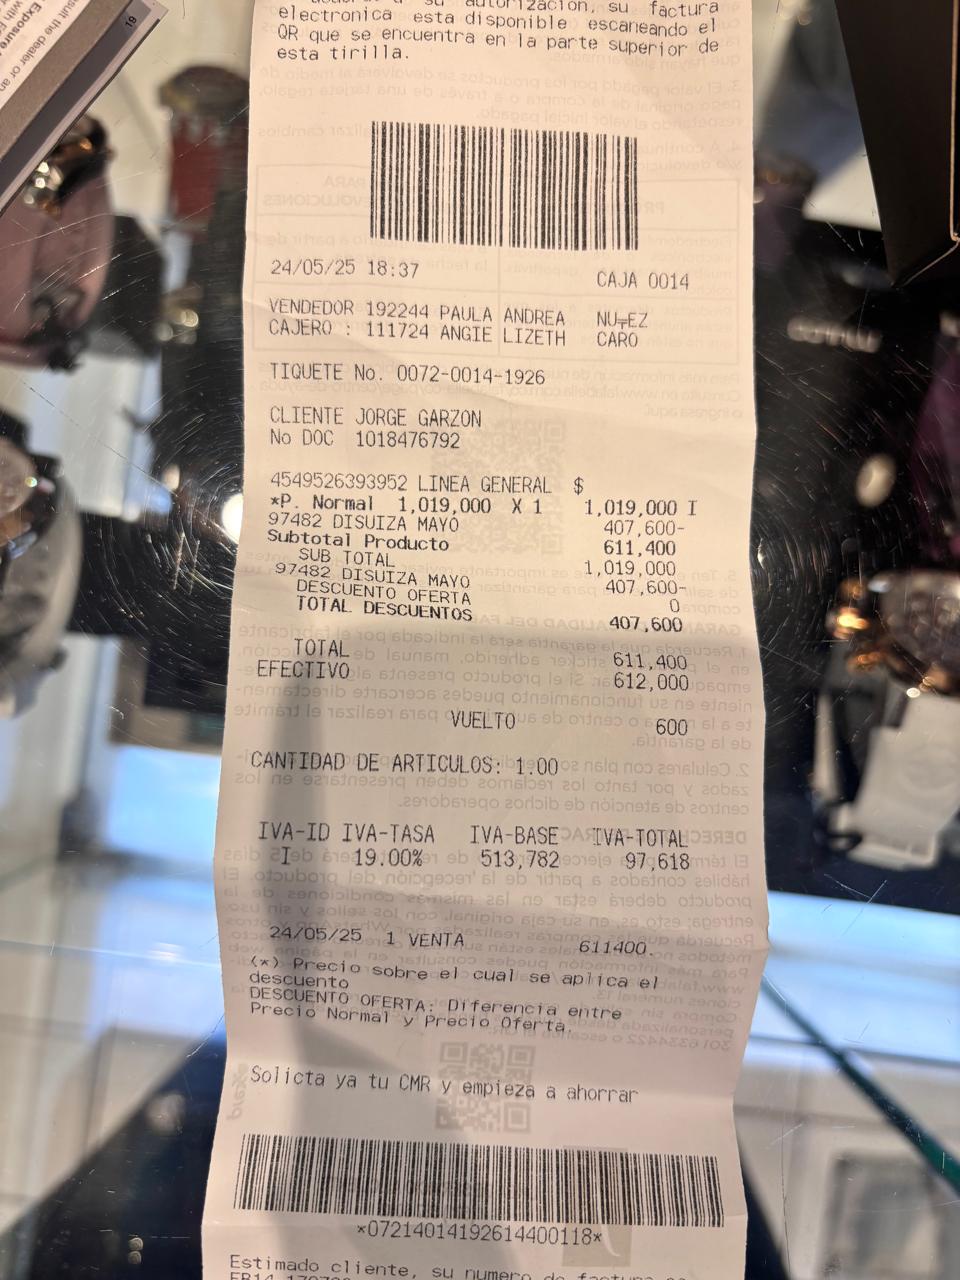 su autorización, su factura
electronica esta disponible escaneando el
QR que se encuentra en la parte superior de
esta tirilla.
24/05/25 18:37 CAJA 0014
VENDEDOR 192244 PAULA ANDREA NU╤EZ
CAJERO : 111724 ANGIE LIZETH CARO
TIQUETE No. 0072-0014-1926
CLIENTE JORGE GARZON
No DOC 1018476792
4549526393952 LINEA GENERAL $
*P. Normal 1,019,000 X 1 1,019,000 I
97482 DISUIZA MAYO 407,600-
Subtotal Producto 611,400
SUB TOTAL 1,019,000
97482 DISUIZA MAYO 407,600-
DESCUENTO OFERTA 0
TOTAL DESCUENTOS 407,600
TOTAL 611,400
EFECTIVO 612,000
VUELTO 600
CANTIDAD DE ARTICULOS: 1.00
IVA-ID IVA-TASA IVA-BASE IVA-TOTAL
I 19.00% 513,782 97,618
24/05/25 1 VENTA 611400.
(*) Precio sobre el cual se aplica el
descuento
DESCUENTO OFERTA: Diferencia entre
Precio Normal y Precio Oferta.
Solicta ya tu CMR y empieza a ahorrar
*07214014192614400118*
Estimado cliente, su numero de factura es